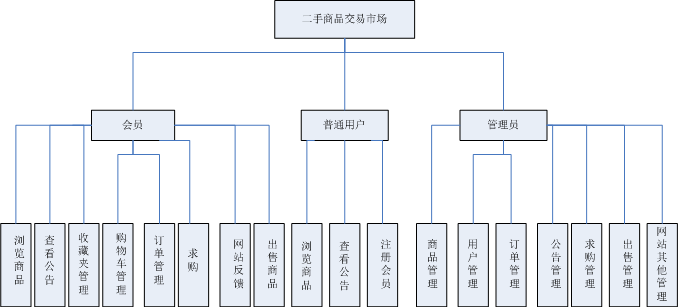 二手商品交易市场
会员
普通用户
管理员
浏览商品
查看公告
收藏夹管理
购物车管理
订单管理
求购
网站反馈
出售商品
浏览商品
查看公告
注册会员
商品管理
用户管理
订单管理
公告管理
求购管理
出售管理
网站其他管理